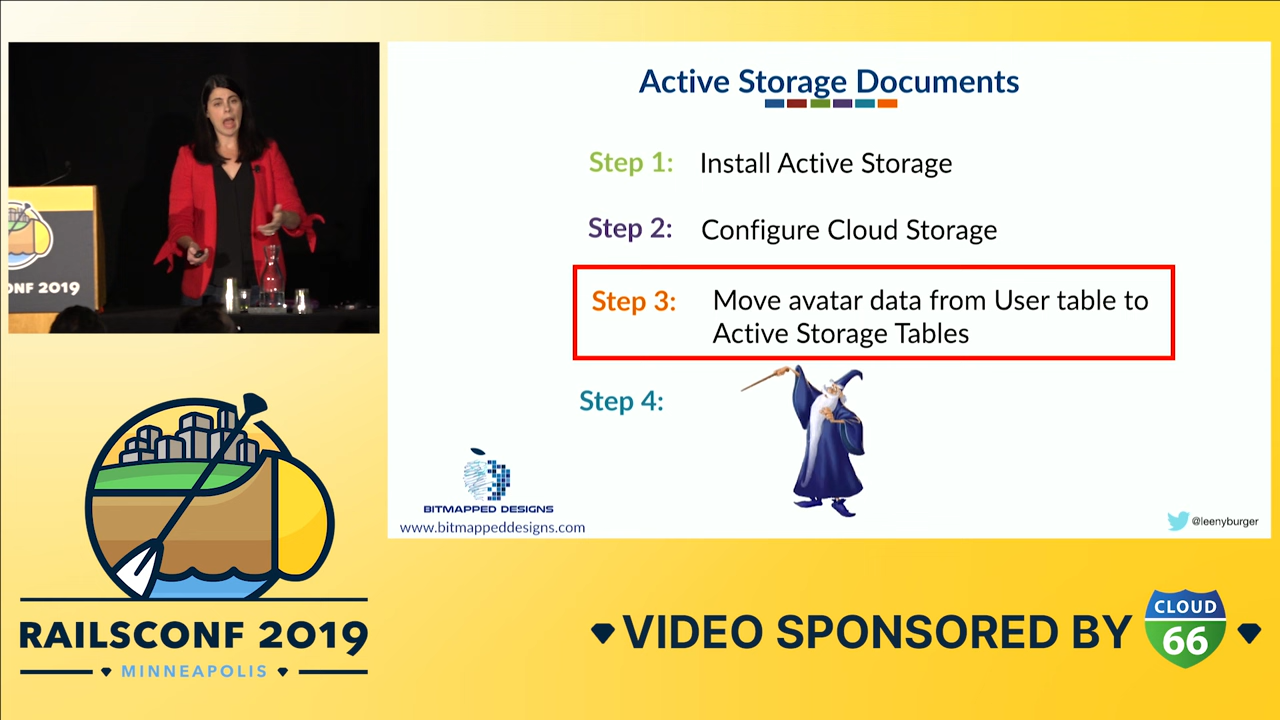 Active Storage Documents
Step 1: Install Active Storage
Step 2: Configure Cloud Storage
Step 3: Move avatar data from User table to
Active Storage Tables
Step 4:
BITMAPPED DESIGNS
www.bitmappeddesigns.com
@leenyburger
CONF 2019
RAILSCONF 2019
MINNEAPOLIS
VIDEO SPONSORED BY
CLOUD
66